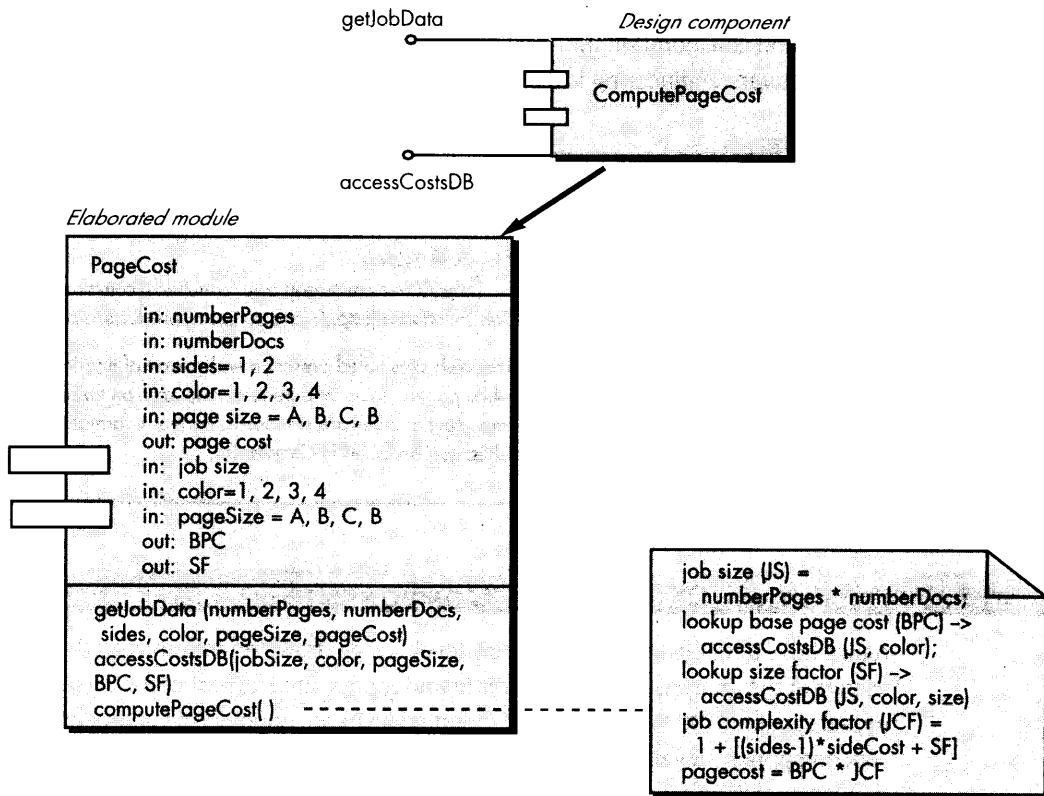 getJobData
Design component
ComputePageCost
accessCostsDB
Elaborated module
PageCost
in: numberPages
in: numberDocs
in: sides= 1, 2
in: color=1, 2, 3, 4
in: page size = A, B, C, B
out: page cost
in: job size
in: color=1, 2, 3, 4
in: pageSize = A, B, C, B
out: BPC
out: SF
getJobData (numberPages, numberDocs,
sides, color, pageSize, pageCost)
accessCostsDB(jobSize, color, pageSize,
BPC, SF)
computePageCost( )
job size (JS) =
numberPages * numberDocs;
lookup base page cost (BPC) ->
accessCostsDB (JS, color);
lookup size factor (SF) ->
accessCostDB (JS, color, size)
job complexity factor (JCF) =
1 + [(sides-1)*sideCost + SF]
pagecost = BPC * JCF